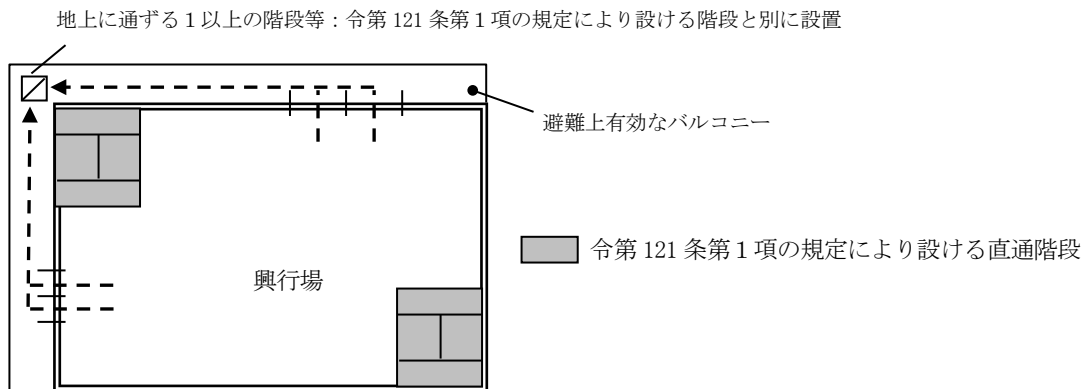 地上に通ずる１以上の階段等：令第 121 条第１項の規定により設ける階段と別に設置
避難上有効なバルコニー
令第 121 条第１項の規定により設ける直通階段
興行場